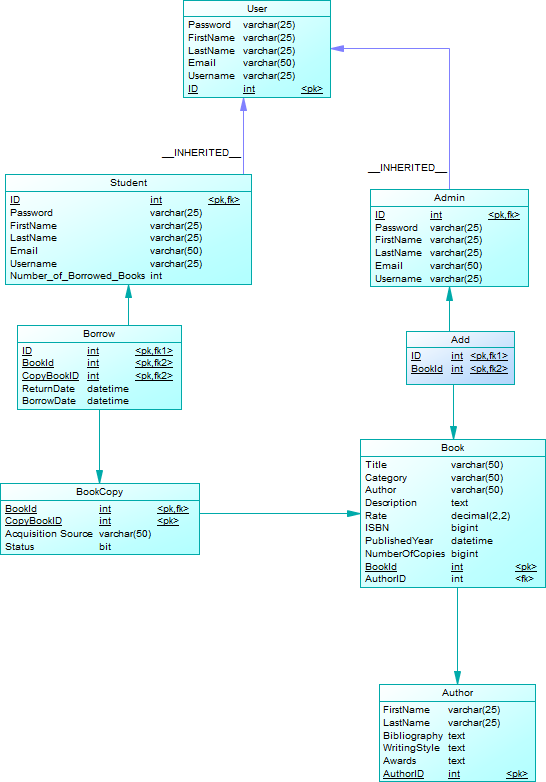 User
Password varchar(25)
FirstName varchar(25)
LastName varchar(25)
Email varchar(50)
Username varchar(25)
ID int <pk>
__INHERITED__
__INHERITED__
Student
ID int <pk,fk>
Password varchar(25)
FirstName varchar(25)
LastName varchar(25)
Email varchar(50)
Username varchar(25)
Number_of_Borrowed_Books int
Admin
ID int <pk,fk>
Password varchar(25)
FirstName varchar(25)
LastName varchar(25)
Email varchar(50)
Username varchar(25)
Borrow
ID int <pk,fk1>
BookId int <pk,fk2>
CopyBookID int <pk,fk2>
ReturnDate datetime
BorrowDate datetime
Add
ID int <pk,fk1>
BookId int <pk,fk2>
Book
Title varchar(50)
Category varchar(50)
Author varchar(50)
Description text
Rate decimal(2,2)
ISBN bigint
PublishedYear datetime
NumberOfCopies bigint
BookId int <pk>
AuthorID int <fk>
BookCopy
BookId int <pk,fk>
CopyBookID int <pk>
Acquisition Source varchar(50)
Status bit
Author
FirstName varchar(25)
LastName varchar(25)
Bibliography text
WritingStyle text
Awards text
AuthorID int <pk>